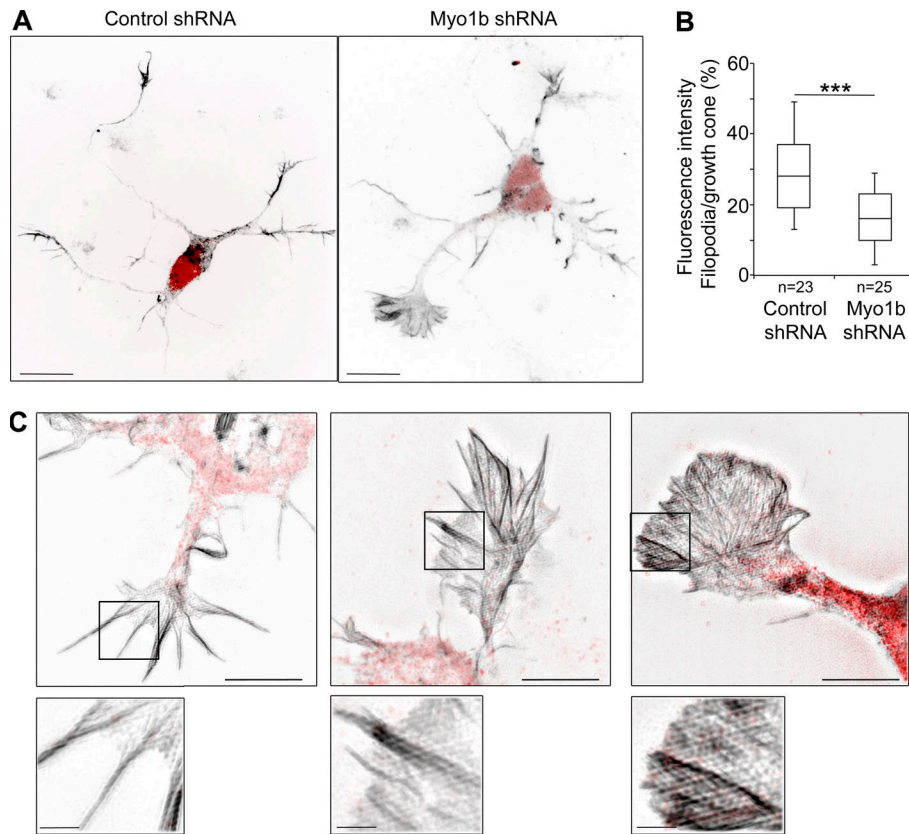 A
Control shRNA
Myo1b shRNA
B
Fluorescence intensity
Filopodia/growth cone (%)
60
40
20
0
***
n=23
n=25
Control
shRNA
Myo1b
shRNA
C